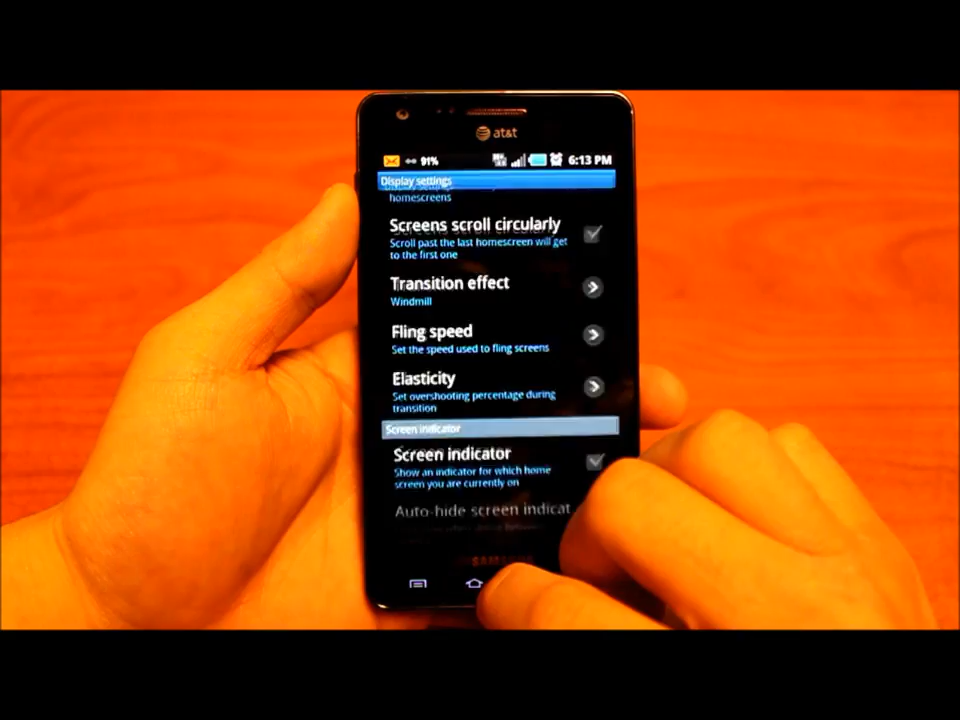 at&t
91% 6:13 PM
Display settings
homescreens
Screens scroll circularly
Scroll past the last homescreen will get
to the first one
Transition effect
Windmill
Fling speed
Set the speed used to fling screens
Elasticity
Set overshooting percentage during
transition
Screen indicator
Screen indicator
Show an indicator for which home
screen you are currently on
Auto-hide screen indicat
SAMSUNG